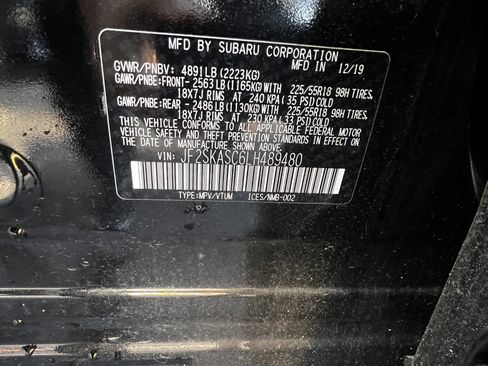 MFD BY SUBARU CORPORATION
GVWR/PNBV: 4891LB (2223KG) MFD IN 12/19
GAWR/PNBE: FRONT- 2563LB (1165KG) WITH 225/55R18 98H TIRES,
18X7J RIMS AT 240 KPA (35 PSI) COLD
GAWR/PNBE: REAR - 2486LB (1130KG) WITH 225/55R18 98H TIRES,
18X7J RIMS AT 230 KPA (33 PSI) COLD
THIS VEHICLE CONFORMS TO ALL APPLICABLE FEDERAL MOTOR
VEHICLE SAFETY AND THEFT PREVENTION STANDARDS IN EFFECT ON
THE DATE OF MANUFACTURE SHOWN ABOVE.
VIN: JF2SKASC6LH489480
TYPE:MPV/VTUM ICES/NMB-002